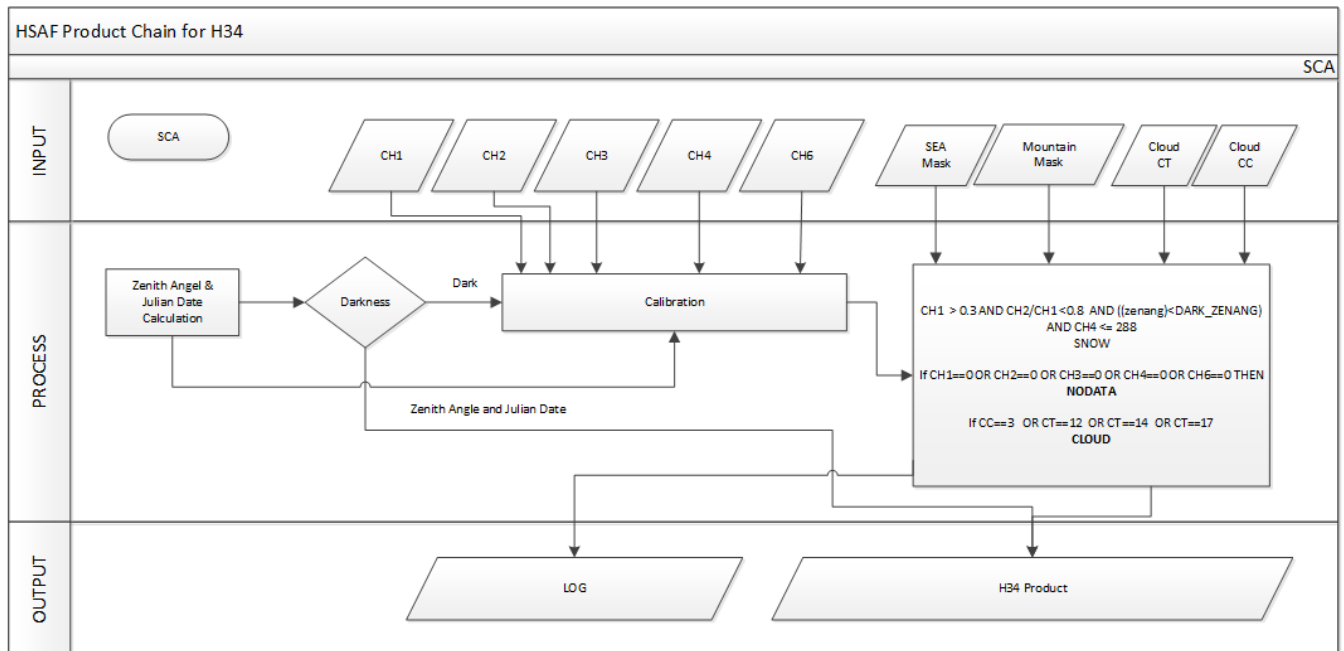 HSAF Product Chain for H34
SCA
INPUT
SCA
CH1
CH2
CH3
CH4
CH6
SEA
Mask
Mountain
Mask
Cloud
CT
Cloud
CC
PROCESS
Zenith Angel &
Julian Date
Calculation
Darkness
Dark
Calibration
Zenith Angle and Julian Date
CH1 > 0.3 AND CH2/CH1 <0.8 AND ((zenang)<DARK_ZENANG)
AND CH4 <= 288
SNOW
If CH1==0 OR CH2==0 OR CH3==0 OR CH4==0 OR CH6==0 THEN
NODATA
If CC==3 OR CT==12 OR CT==14 OR CT==17
CLOUD
OUTPUT
LOG
H34 Product